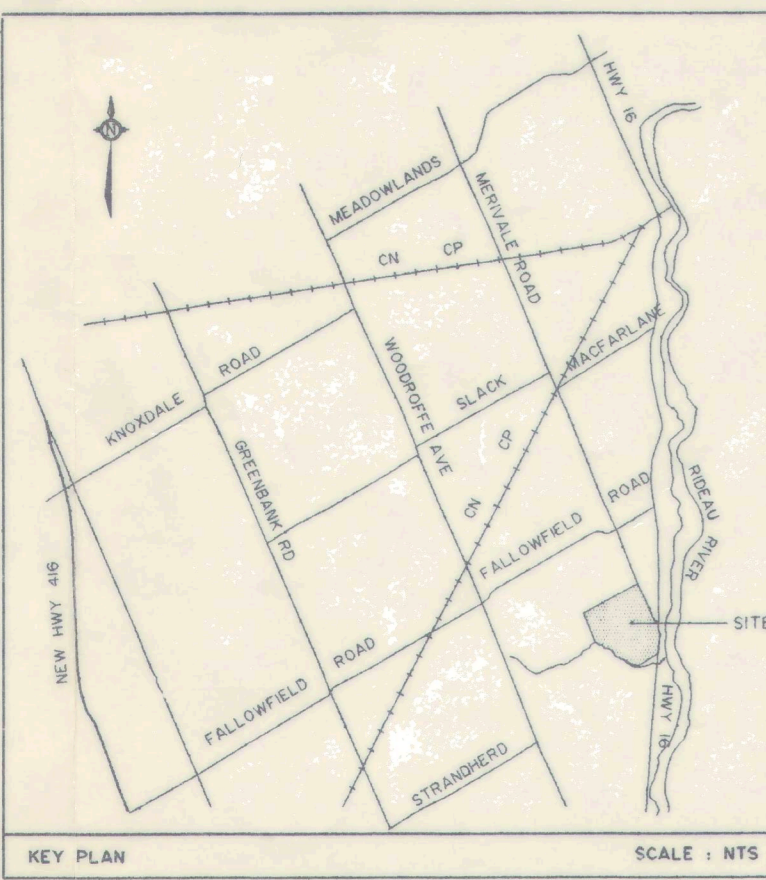 N
HWY 16
MEADOWLANDS
MERIVALE ROAD
CN CP
MACFARLANE
KNOXDALE ROAD
WOODROFFE AVE
SLACK
GREENBANK RD
CN CP
RIDEAU RIVER
FALLOWFIELD ROAD
NEW HWY 416
SITE
FALLOWFIELD ROAD
HWY 16
STRANDHERD
KEY PLAN
SCALE : NTS